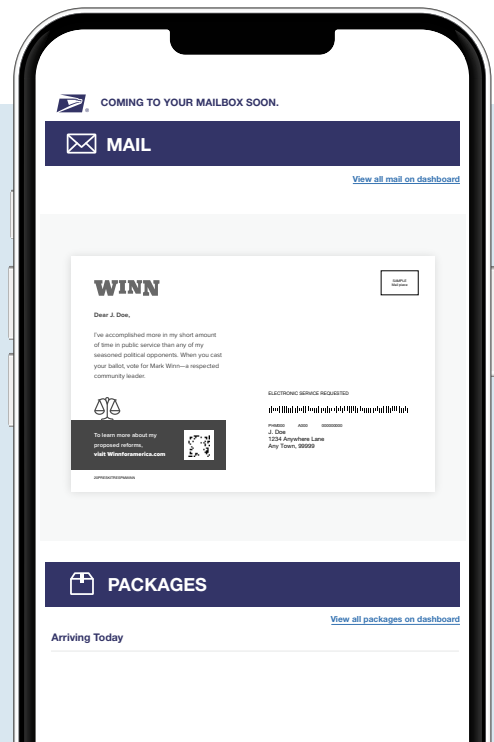 COMING TO YOUR MAILBOX SOON.
MAIL
View all mail on dashboard
WINN
SAMPLE
Mail piece
Dear J. Doe,
I've accomplished more in my short amount
of time in public service than any of my
seasoned political opponents. When you cast
your ballot, vote for Mark Winn—a respected
community leader.
To learn more about my
proposed reforms,
visit Winnforamerica.com
ELECTRONIC SERVICE REQUESTED
J. Doe
1234 Anywhere Lane
Any Town, 99999
PACKAGES
View all packages on dashboard
Arriving Today